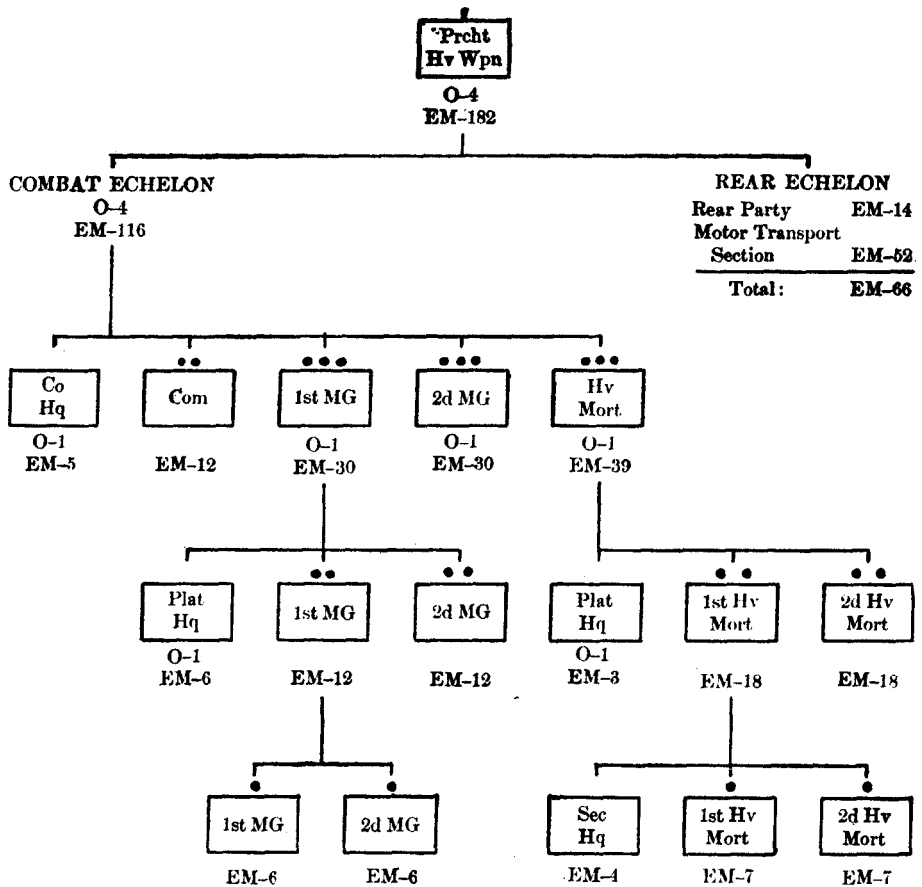 Prcht
Hv Wpn
O-4
EM-182
COMBAT ECHELON
O-4
EM-116
REAR ECHELON
Rear Party EM-14
Motor Transport
Section EM-52
Total: EM-66
Co
Hq
O-1
EM-5
Com
EM-12
1st MG
O-1
EM-30
2d MG
O-1
EM-30
Hv
Mort
O-1
EM-39
Plat
Hq
O-1
EM-6
1st MG
EM-12
2d MG
EM-12
Plat
Hq
O-1
EM-3
1st Hv
Mort
EM-18
2d Hv
Mort
EM-18
1st MG
EM-6
2d MG
EM-6
Sec
Hq
EM-4
1st Hv
Mort
EM-7
2d Hv
Mort
EM-7